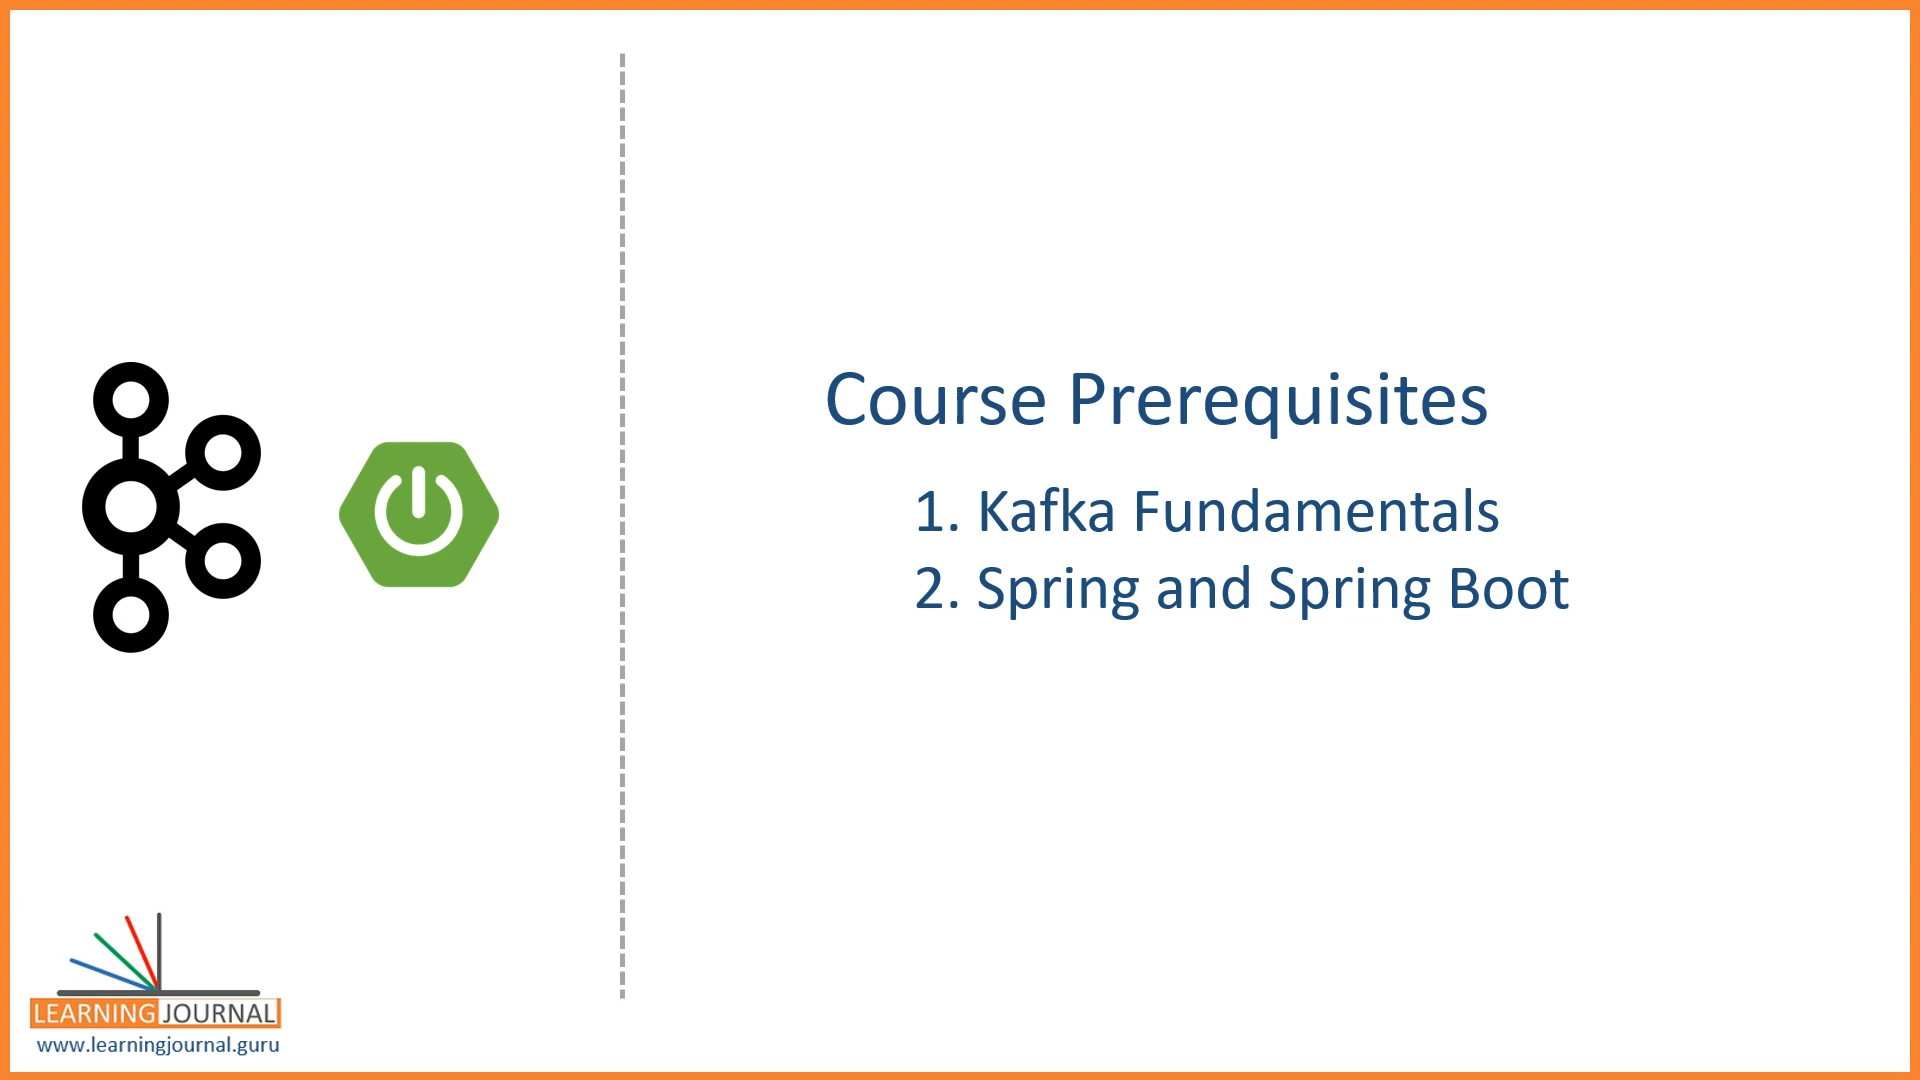 Course Prerequisites
1. Kafka Fundamentals
2. Spring and Spring Boot
LEARNING JOURNAL
www.learningjournal.guru